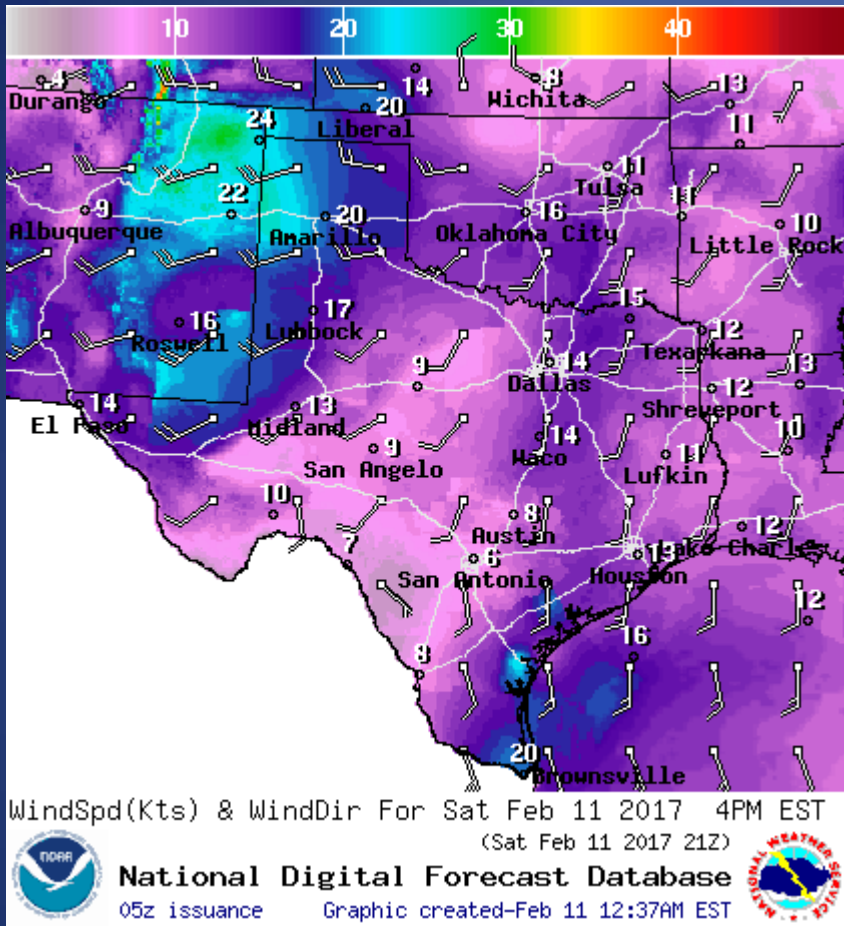 10 20 30 40
4 14 8 13
Durango Wichita
20
Liberal
24 11
11
Tulsa
9 22 20 16 11 10
Albuquerque Amarillo Oklahoma City Little Rock
16 17 15
Roswell Lubbock 12
Texarkana
9 14 13
Dallas 12
Shreveport
14 13
El Paso Midland 14
9 Waco 11 10
San Angelo Lufkin
10 8 12
Austin
7 6 13 Lake Charles
San Antonio Houston
12
8 16
20
Brownsville
WindSpd(Kts) & WindDir For Sat Feb 11 2017 4PM EST
(Sat Feb 11 2017 21Z)
NOAA
National Digital Forecast Database
05z issuance Graphic created-Feb 11 12:37AM EST
NATIONAL WEATHER SERVICE